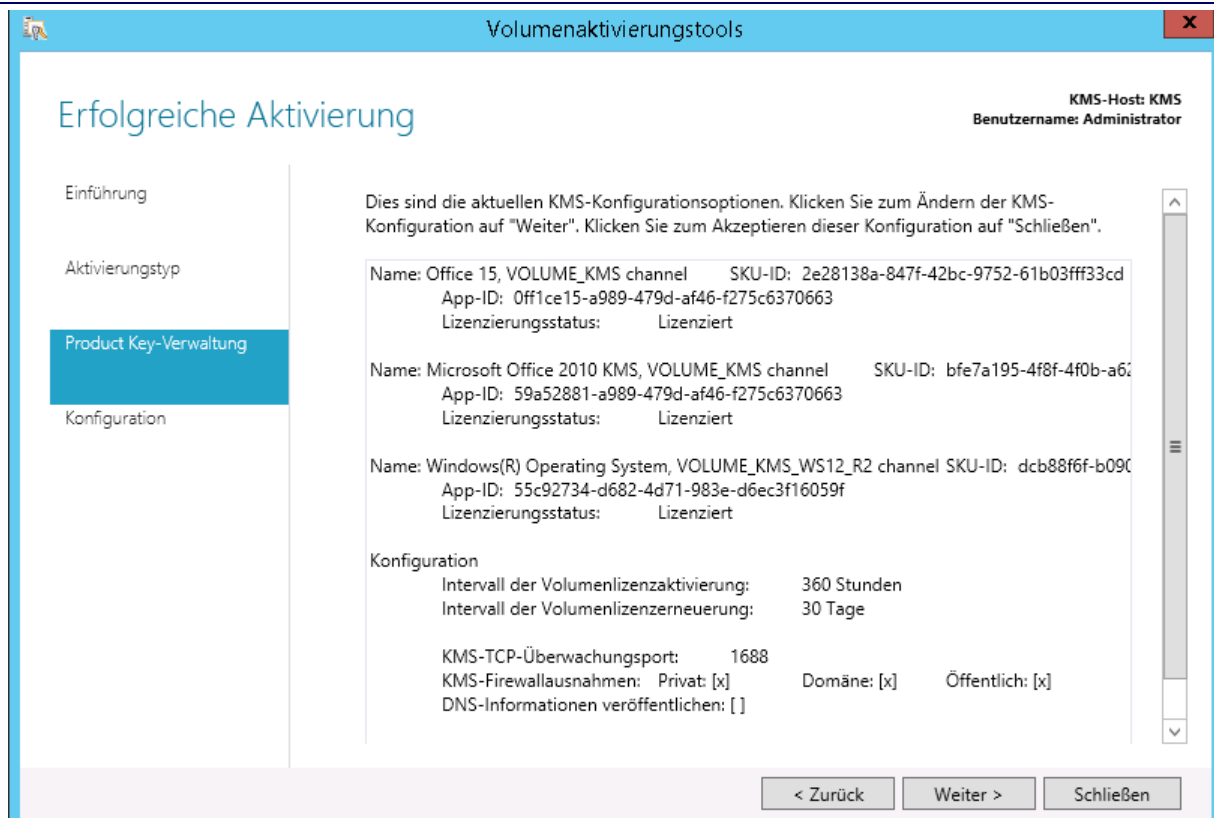 Volumenaktivierungstools
x
Erfolgreiche Aktivierung
KMS-Host: KMS
Benutzername: Administrator
Einführung
Aktivierungstyp
Product Key-Verwaltung
Konfiguration
Dies sind die aktuellen KMS-Konfigurationsoptionen. Klicken Sie zum Ändern der KMS-
Konfiguration auf "Weiter". Klicken Sie zum Akzeptieren dieser Konfiguration auf "Schließen".
Name: Office 15, VOLUME_KMS channel SKU-ID: 2e28138a-847f-42bc-9752-61b03fff33cd
App-ID: 0ff1ce15-a989-479d-af46-f275c6370663
Lizenzierungsstatus: Lizenziert
Name: Microsoft Office 2010 KMS, VOLUME_KMS channel SKU-ID: bfe7a195-4f8f-4f0b-a62
App-ID: 59a52881-a989-479d-af46-f275c6370663
Lizenzierungsstatus: Lizenziert
Name: Windows(R) Operating System, VOLUME_KMS_WS12_R2 channel SKU-ID: dcb88f6f-b090
App-ID: 55c92734-d682-4d71-983e-d6ec3f16059f
Lizenzierungsstatus: Lizenziert
Konfiguration
Intervall der Volumenlizenzaktivierung: 360 Stunden
Intervall der Volumenlizenzerneuerung: 30 Tage
KMS-TCP-Überwachungsport: 1688
KMS-Firewallausnahmen: Privat: [x] Domäne: [x] Öffentlich: [x]
DNS-Informationen veröffentlichen: [ ]
< Zurück
Weiter >
Schließen